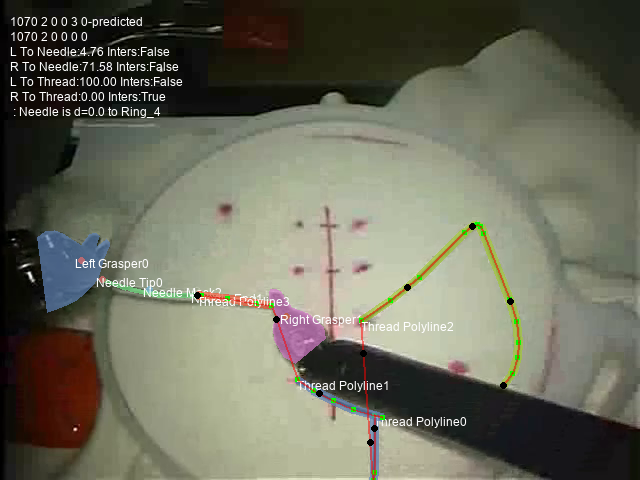 1070 2 0 0 3 0-predicted
1070 2 0 0 0 0
L To Needle:4.76 Inters:False
R To Needle:71.58 Inters:False
L To Thread:100.00 Inters:False
R To Thread:0.00 Inters:True
: Needle is d=0.0 to Ring_4
Left Grasper0
Needle Tip0
Needle Mask2
Thread Polyline3
Right Grasper
Thread Polyline2
Thread Polyline1
Thread Polyline0